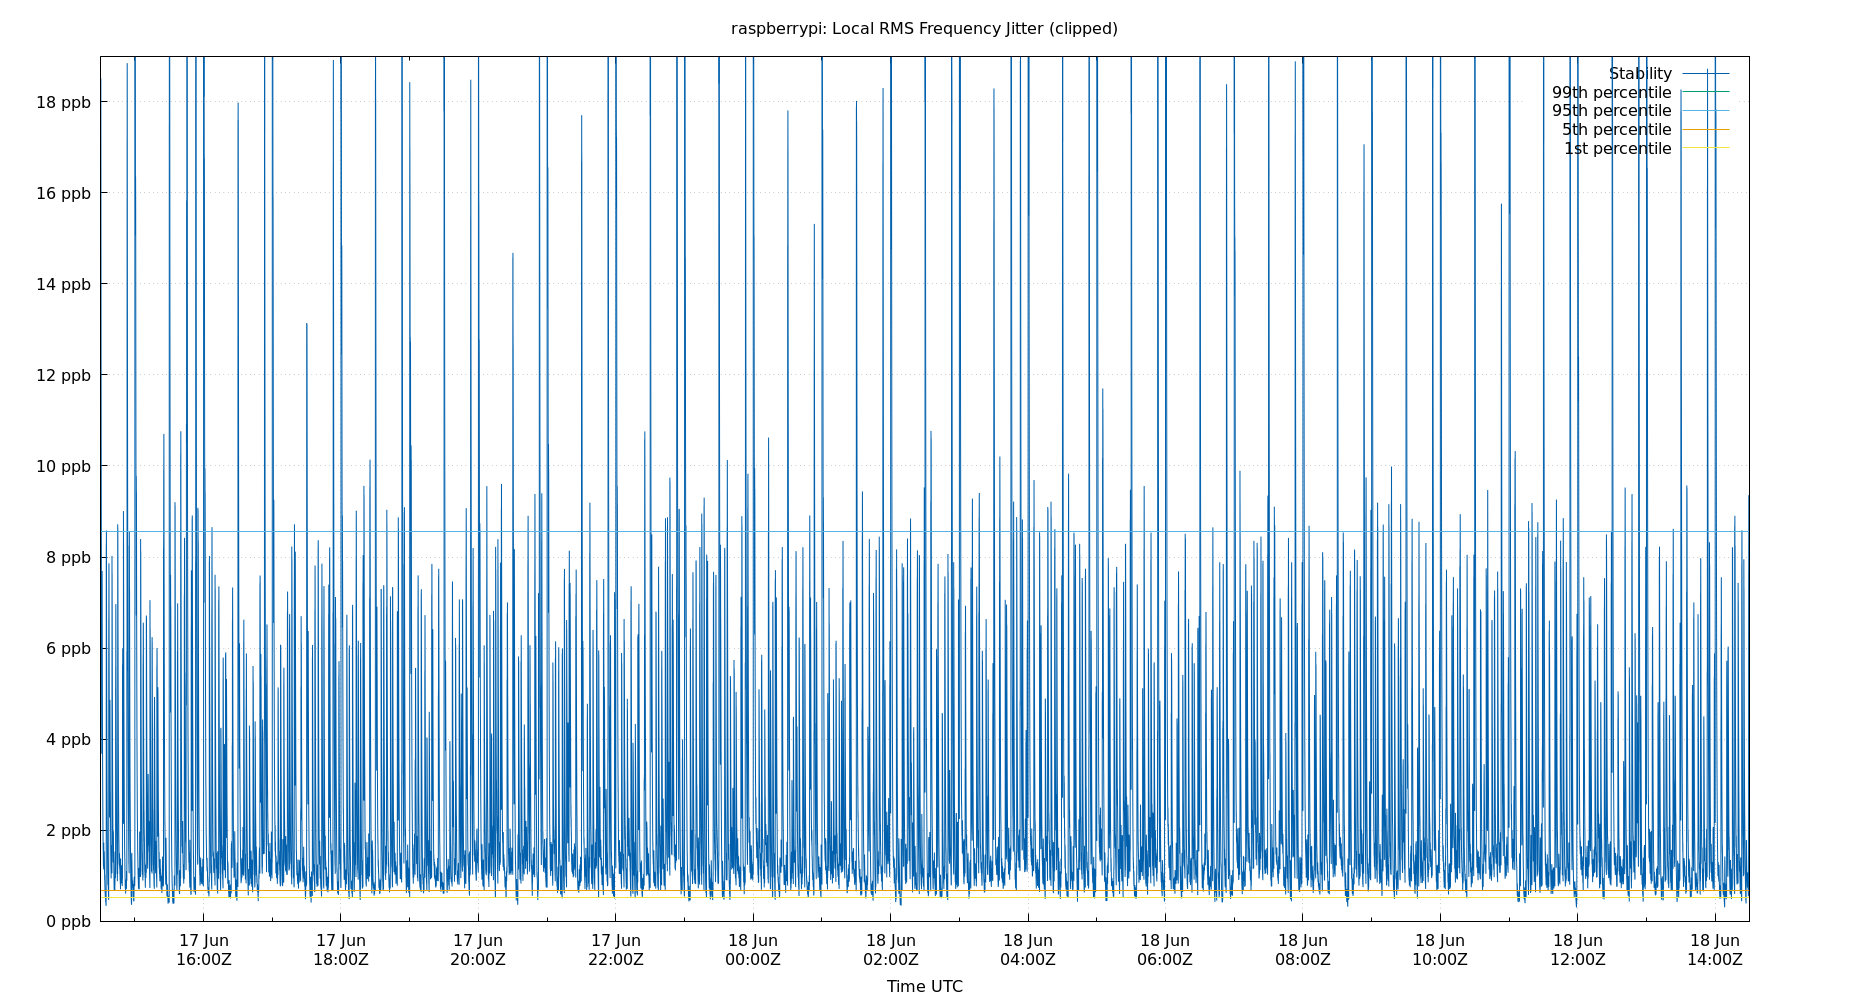 raspberrypi: Local RMS Frequency Jitter (clipped)
Stability
99th percentile
95th percentile
5th percentile
1st percentile
18 ppb
16 ppb
14 ppb
12 ppb
10 ppb
8 ppb
6 ppb
4 ppb
2 ppb
0 ppb
17 Jun 17 Jun 17 Jun 17 Jun 18 Jun 18 Jun 18 Jun 18 Jun 18 Jun 18 Jun 18 Jun 18 Jun
16:00Z 18:00Z 20:00Z 22:00Z 00:00Z 02:00Z 04:00Z 06:00Z 08:00Z 10:00Z 12:00Z 14:00Z
Time UTC